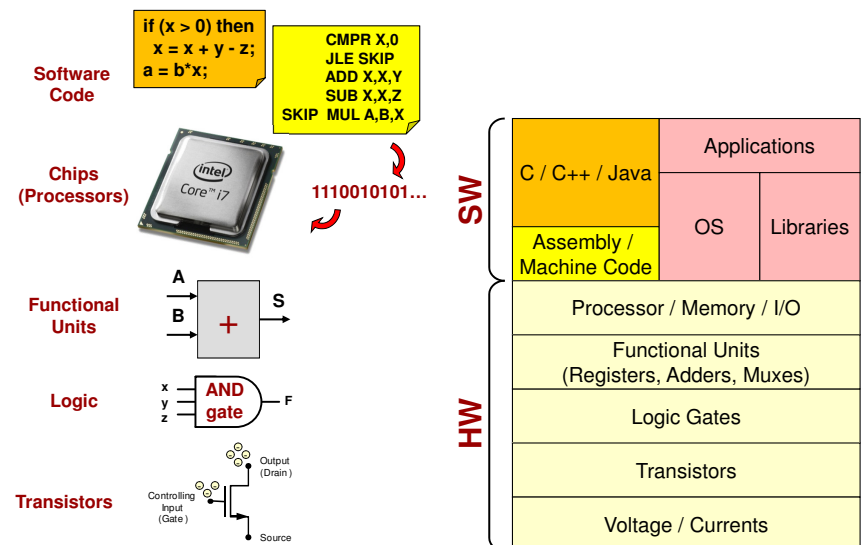 if (x > 0) then
x = x + y - z;
a = b*x;
CMPR X,0
JLE SKIP
ADD X,X,Y
SUB X,X,Z
SKIP MUL A,B,X
Software
Code
Chips
(Processors)
intel
Core™ i7
1110010101…
Functional
Units
A
B
+
S
Logic
x
y
z
AND
gate
F
Transistors
Output
(Drain)
Controlling
Input
(Gate)
Source
-
-
-
-
-
-
SW
C / C++ / Java
Applications
OS
Libraries
Assembly /
Machine Code
HW
Processor / Memory / I/O
Functional Units
(Registers, Adders, Muxes)
Logic Gates
Transistors
Voltage / Currents